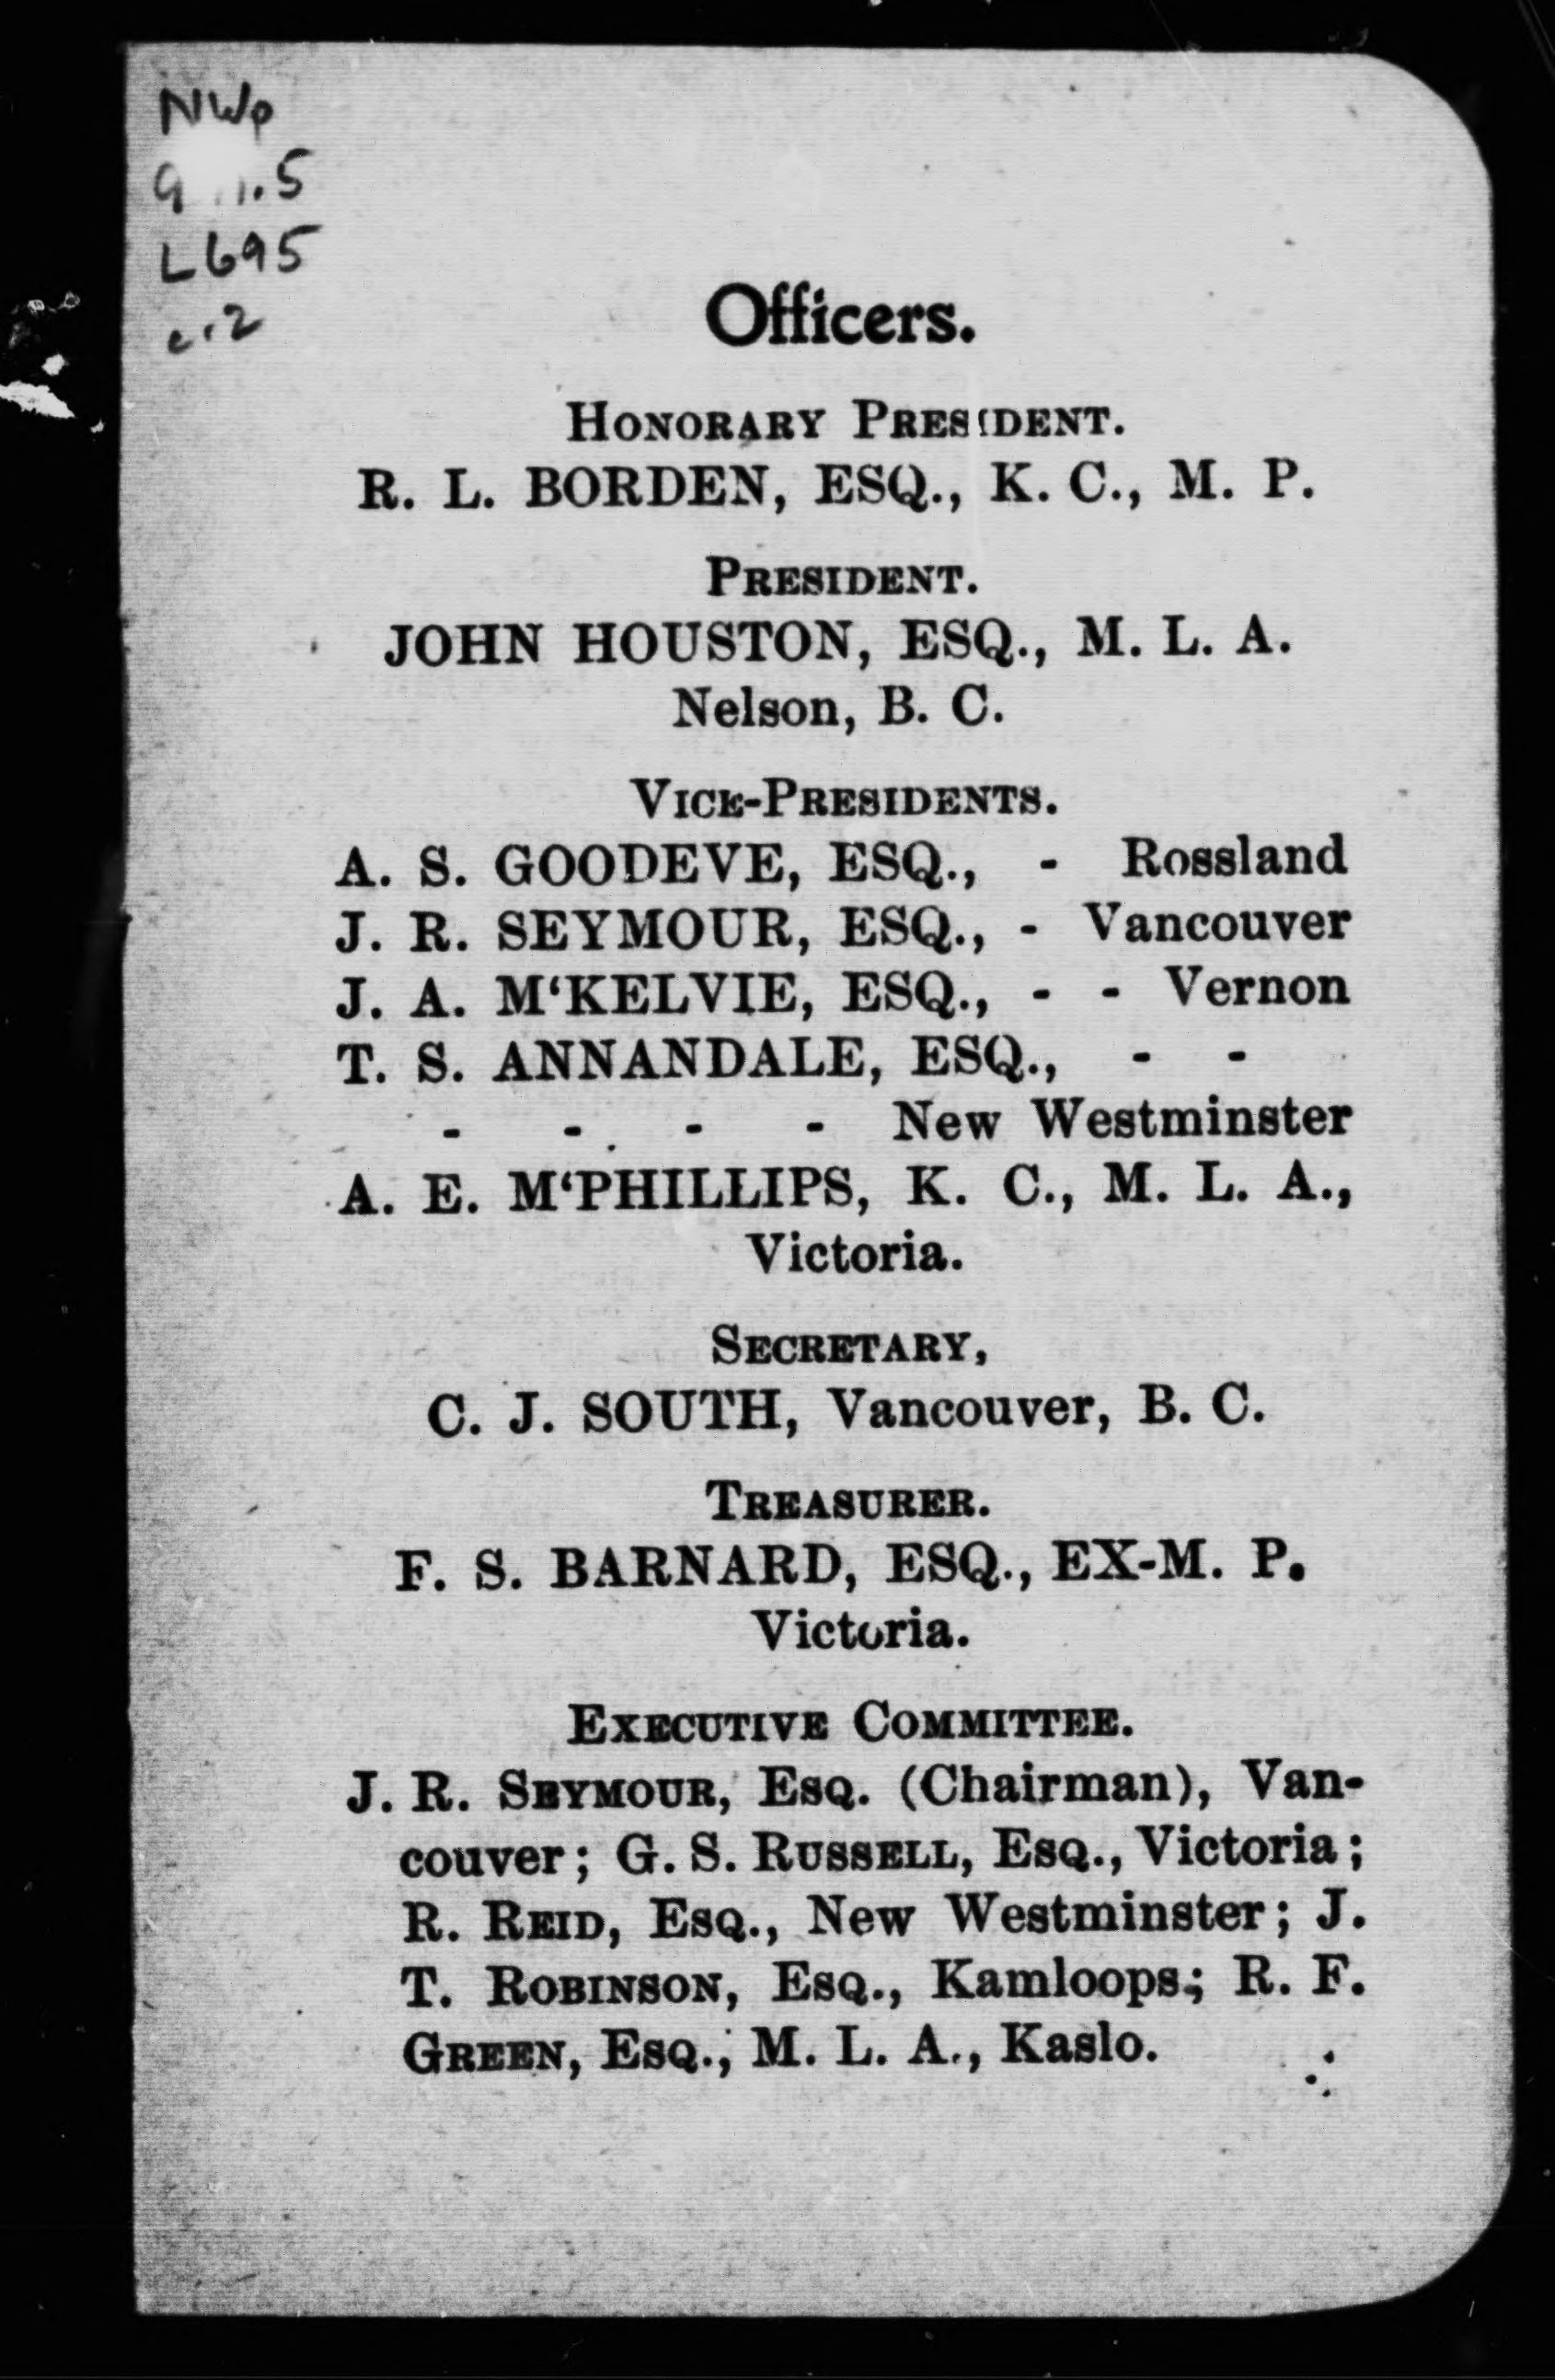 NWp
L695
c.2
Officers.
HONORARY PRESIDENT.
R. L. BORDEN, ESQ., K. C., M. P.
PRESIDENT.
JOHN HOUSTON, ESQ., M. L. A.
Nelson, B. C.
VICE-PRESIDENTS.
A. S. GOODEVE, ESQ., - Rossland
J. R. SEYMOUR, ESQ., - Vancouver
J. A. M‘KELVIE, ESQ., - - Vernon
T. S. ANNANDALE, ESQ., - -
- - - - New Westminster
A. E. M‘PHILLIPS, K. C., M. L. A.,
Victoria.
SECRETARY,
C. J. SOUTH, Vancouver, B. C.
TREASURER.
F. S. BARNARD, ESQ., EX-M. P.
Victoria.
EXECUTIVE COMMITTEE.
J. R. SEYMOUR, ESQ. (Chairman), Van-
couver; G. S. RUSSELL, ESQ., Victoria;
R. REID, ESQ., New Westminster; J.
T. ROBINSON, ESQ., Kamloops; R. F.
GREEN, ESQ., M. L. A., Kaslo.